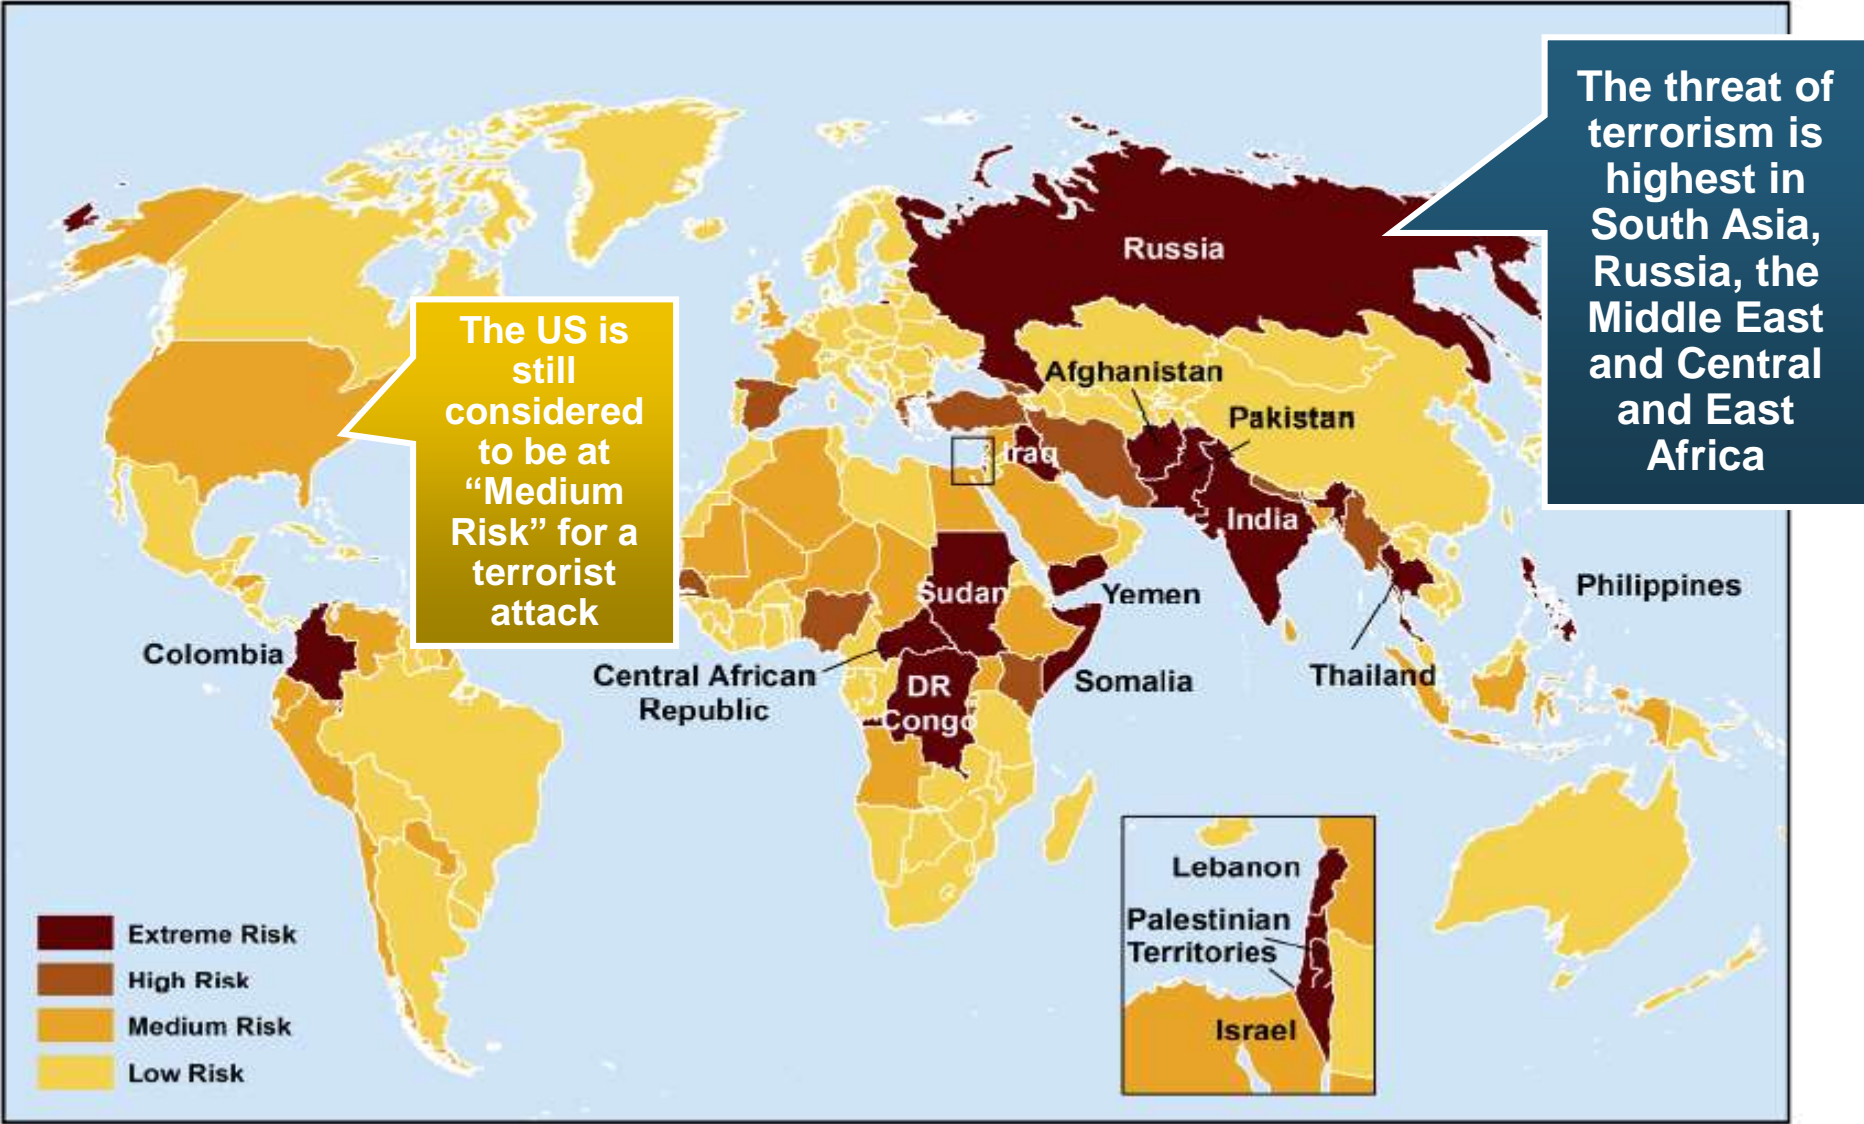 The threat of
terrorism is
highest in
South Asia,
Russia, the
Middle East
and Central
and East
Africa
The US is
still
considered
to be at
“Medium
Risk” for a
terrorist
attack
Russia
Afghanistan
Pakistan
Iraq
India
Philippines
Sudan
Yemen
Colombia
Central African
Republic
DR
Congo
Somalia
Thailand
Lebanon
Palestinian
Territories
Israel
Extreme Risk
High Risk
Medium Risk
Low Risk